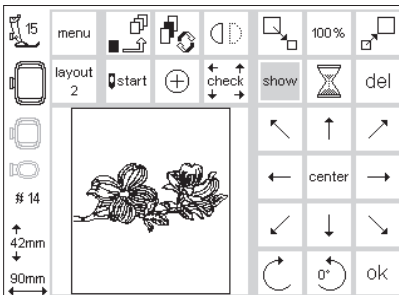 15 menu 100%
layout
2 start check show del
center
# 14
42mm
90mm 0° ok